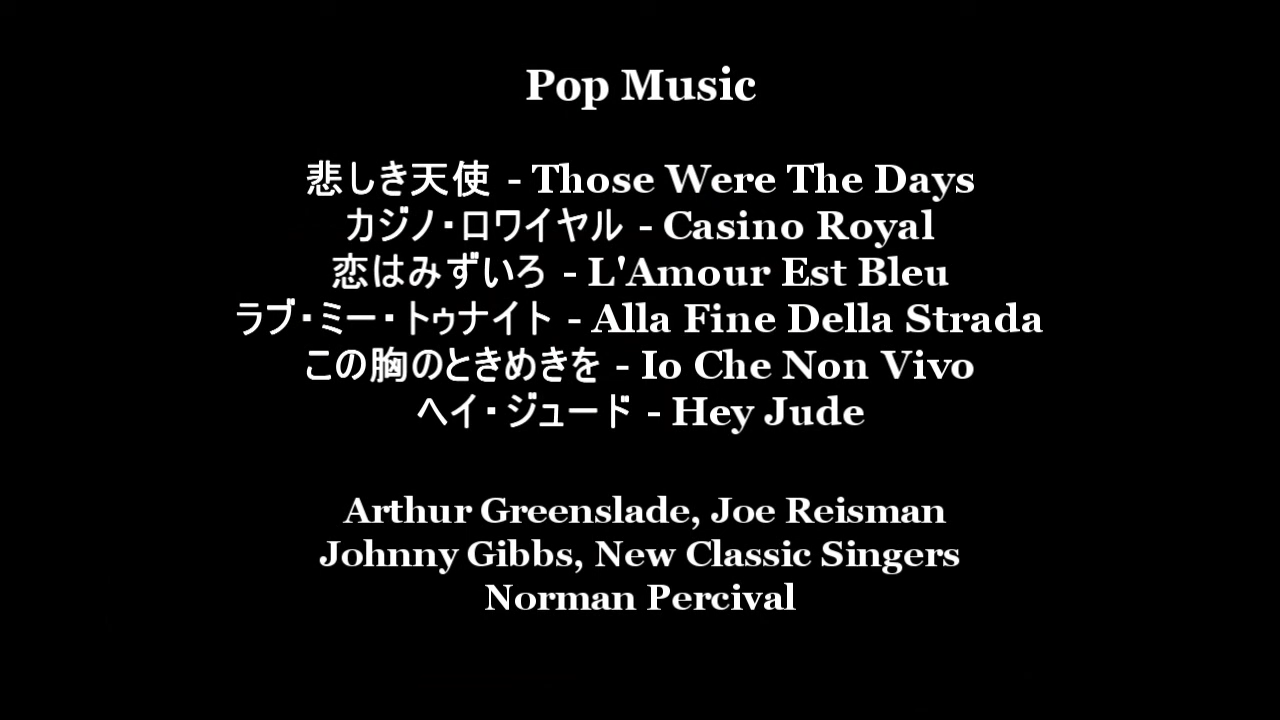 Pop Music
悲しき天使 - Those Were The Days
カジノ・ロワイヤル - Casino Royal
恋はみずいろ - L'Amour Est Bleu
ラブ・ミー・トゥナイト - Alla Fine Della Strada
この胸のときめきを - Io Che Non Vivo
ヘイ・ジュード - Hey Jude
Arthur Greenslade, Joe Reisman
Johnny Gibbs, New Classic Singers
Norman Percival